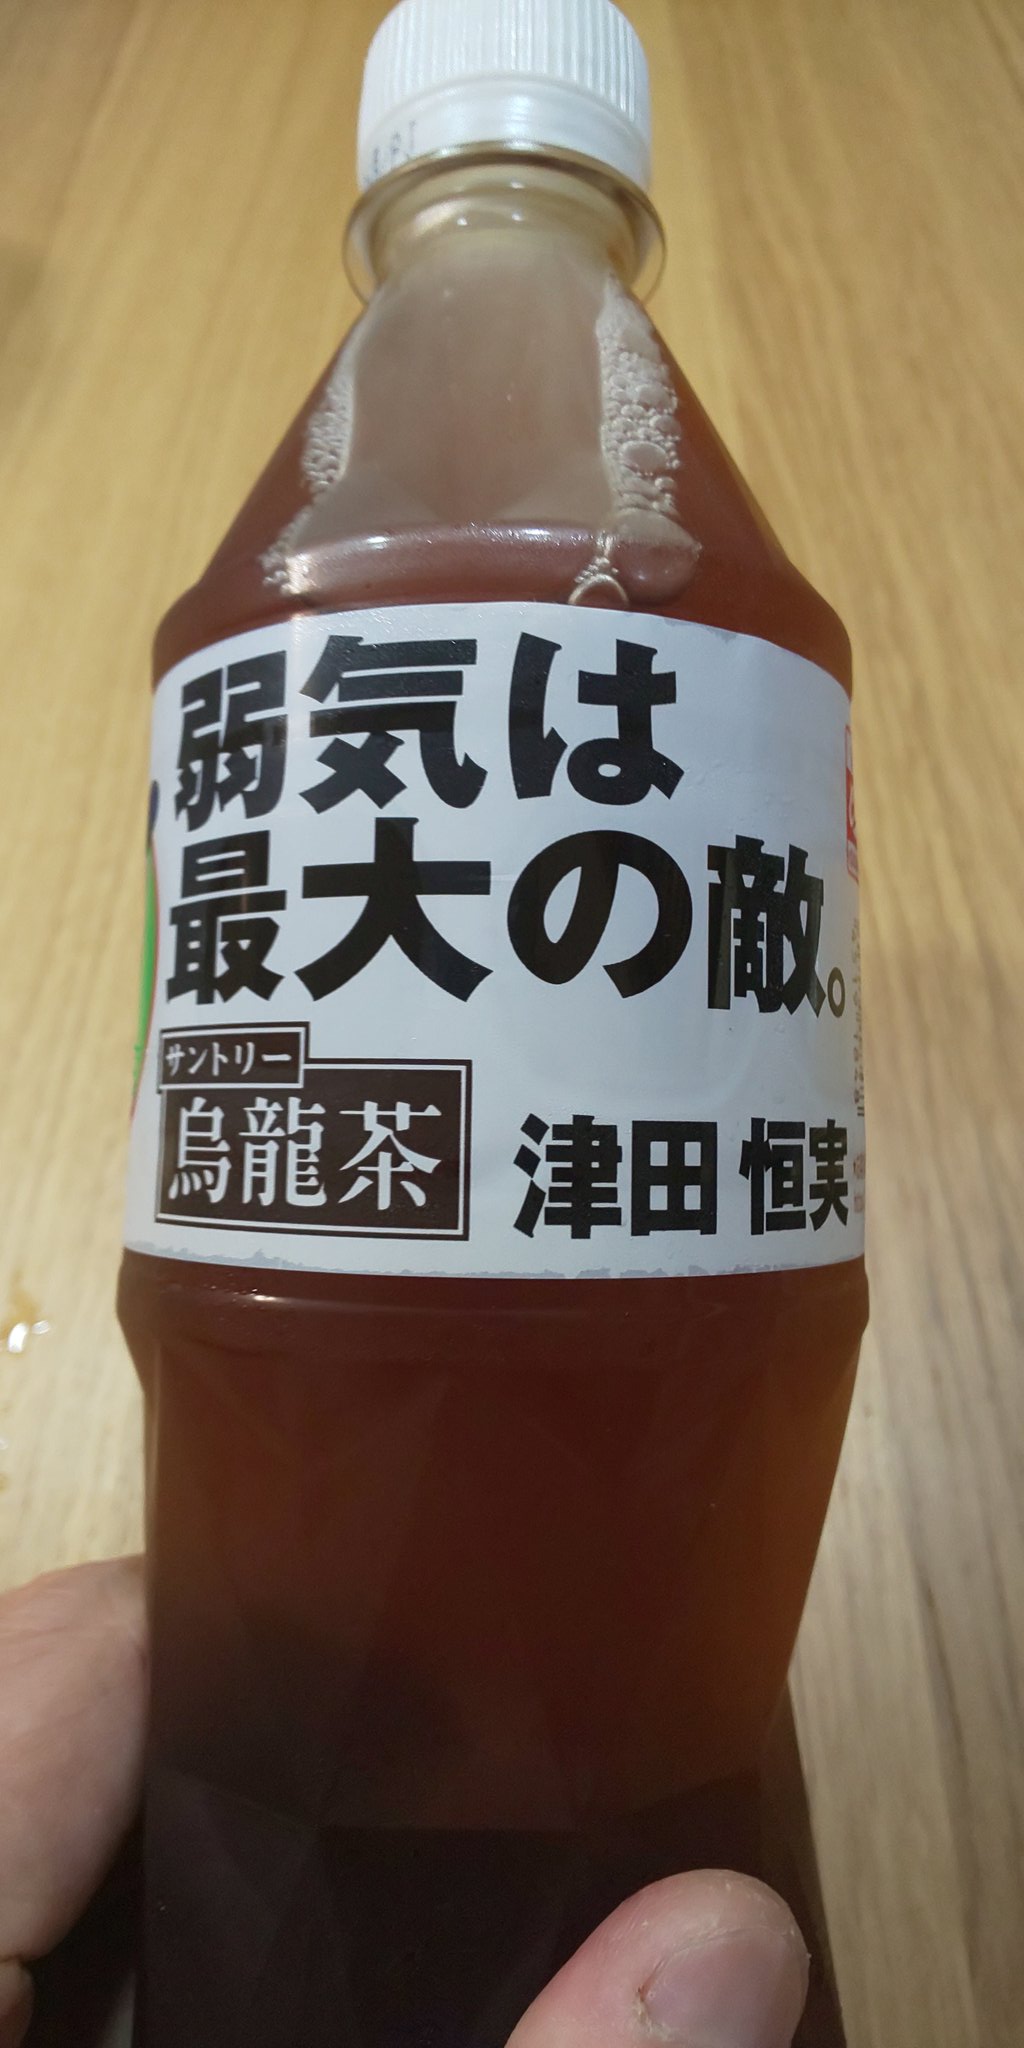 弱気は
最大の敵。
サントリー
烏龍茶
津田 恒実